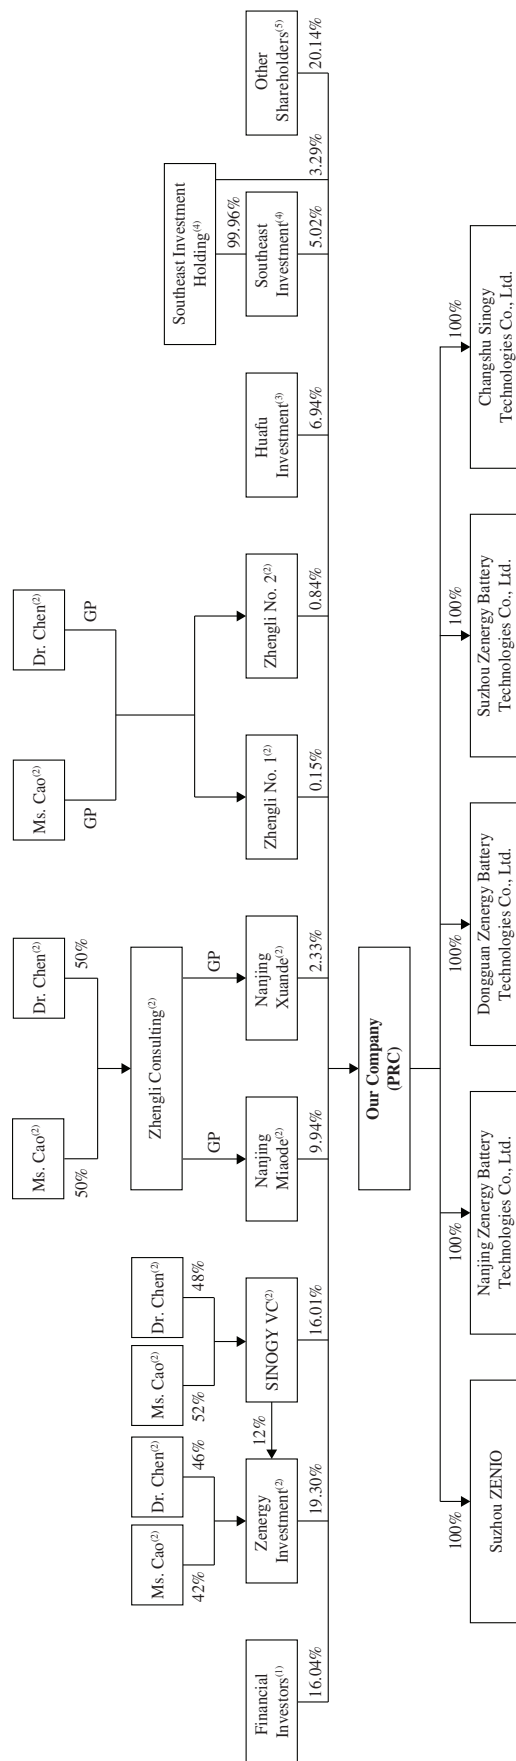 Ms. Cao(2)
Dr. Chen(2)
Ms. Cao(2)
Dr. Chen(2)
50%
50%
GP
GP
Ms. Cao(2)
Dr. Chen(2)
Ms. Cao(2)
Dr. Chen(2)
42%
46%
52%
48%
Zhengli Consulting(2)
Southeast Investment
Holding(4)
GP
GP
99.96%
Financial
Investors(1)
Zenergy
Investment(2)
12%
SINOGY VC(2)
Nanjing
Miaode(2)
Nanjing
Xuande(2)
Zhengli No. 1(2)
Zhengli No. 2(2)
Huafu
Investment(3)
Southeast
Investment(4)
Other
Shareholders(5)
16.04%
19.30%
16.01%
9.94%
2.33%
0.15%
0.84%
6.94%
5.02%
3.29%
20.14%
Our Company
(PRC)
100%
100%
100%
100%
100%
Suzhou ZENIO
Nanjing Zenergy Battery
Technologies Co., Ltd.
Dongguan Zenergy Battery
Technologies Co., Ltd.
Suzhou Zenergy Battery
Technologies Co., Ltd.
Changshu Sinogy
Technologies Co., Ltd.